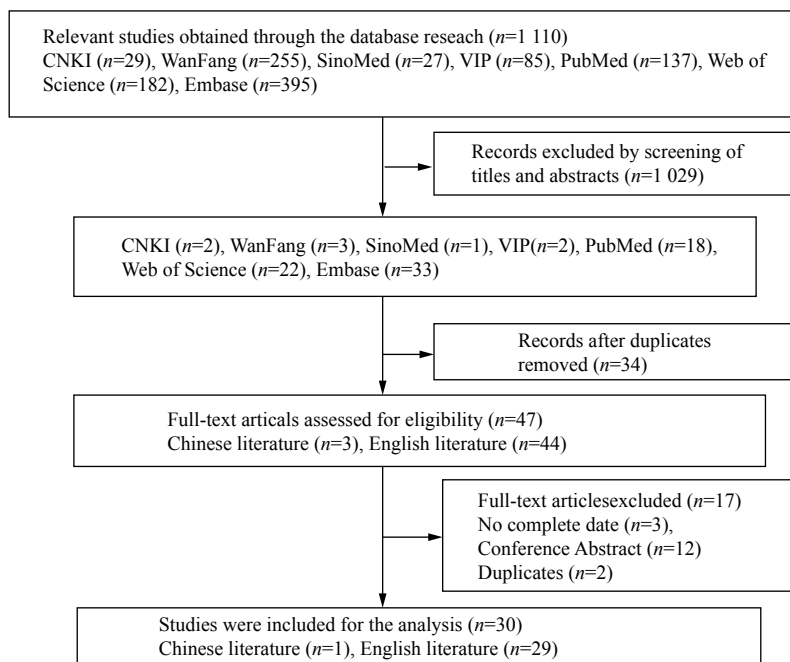 Relevant studies obtained through the database reseach (n=1 110)
CNKI (n=29), WanFang (n=255), SinoMed (n=27), VIP (n=85), PubMed (n=137), Web of
Science (n=182), Embase (n=395)
Records excluded by screening of
titles and abstracts (n=1 029)
CNKI (n=2), WanFang (n=3), SinoMed (n=1), VIP(n=2), PubMed (n=18),
Web of Science (n=22), Embase (n=33)
Records after duplicates
removed (n=34)
Full-text articals assessed for eligibility (n=47)
Chinese literature (n=3), English literature (n=44)
Full-text articlesexcluded (n=17)
No complete date (n=3),
Conference Abstract (n=12)
Duplicates (n=2)
Studies were included for the analysis (n=30)
Chinese literature (n=1), English literature (n=29)